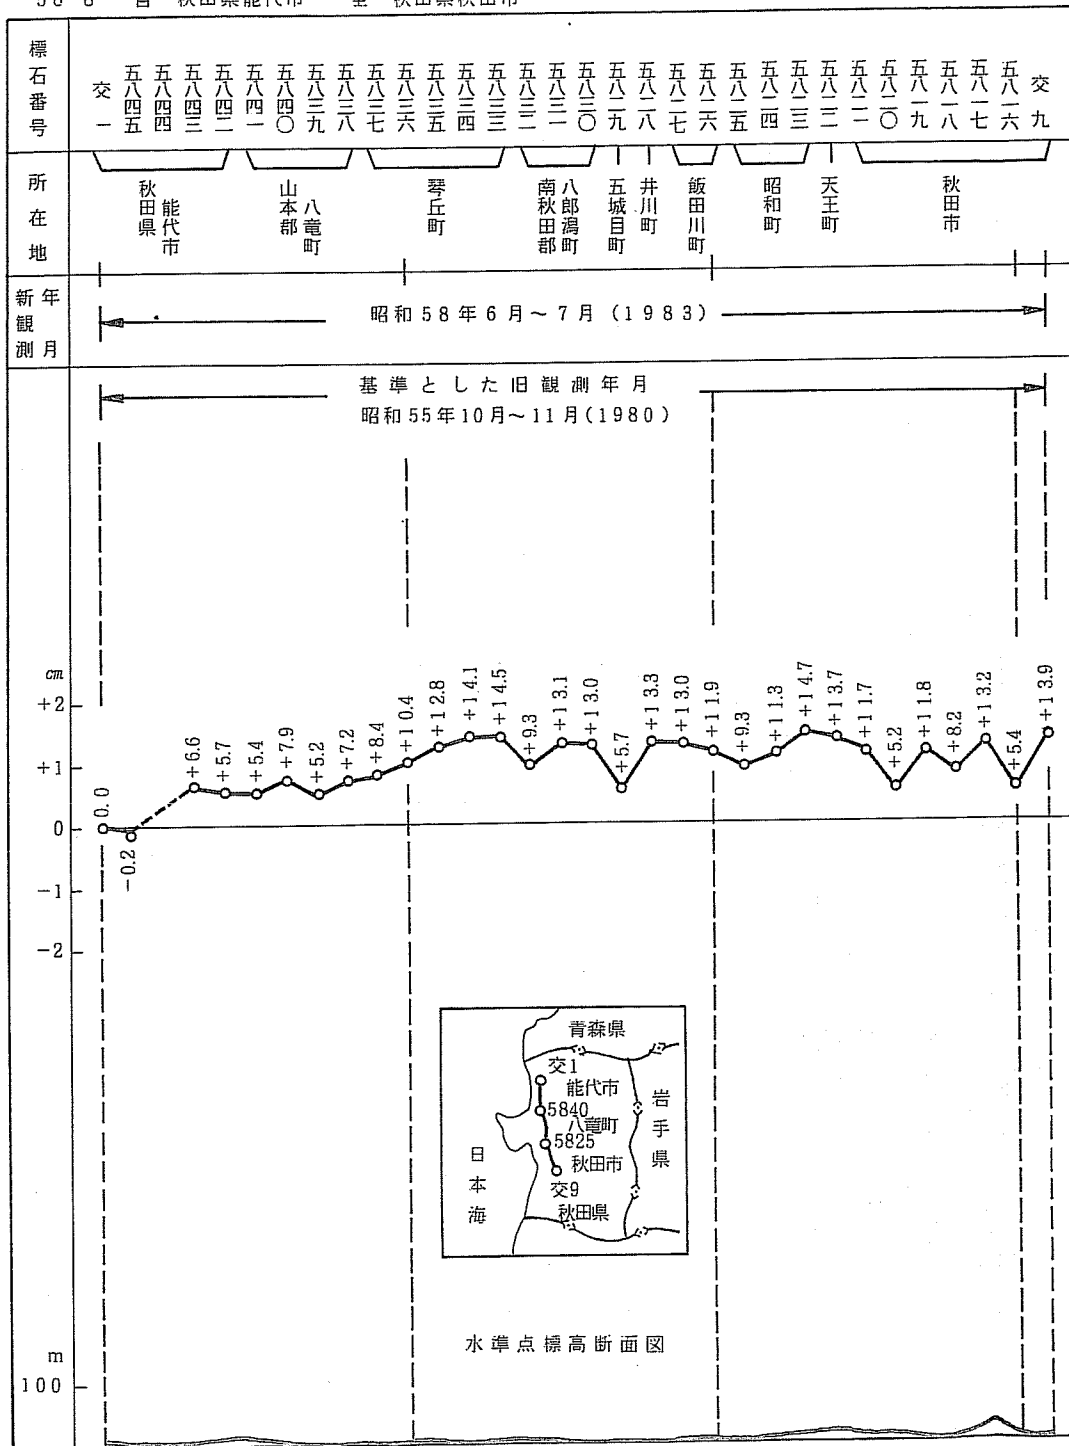 標石番号
交一
五八四五
五八四四
五八四三
五八四二
五八四一
五八四〇
五八三九
五八三八
五八三七
五八三六
五八三五
五八三四
五八三三
五八三二
五八三一
五八三〇
五八二九
五八二八
五八二七
五八二六
五八二五
五八二四
五八二三
五八二二
五八二一
五八二〇
五八一九
五八一八
五八一七
五八一六
交九
所在地
秋田県
能代市
山本郡
八竜町
琴丘町
南秋田郡
八郎潟町
五城目町
井川町
飯田川町
昭和町
天王町
秋田市
新観測
年月
昭和58年6月～7月(1983)
基準とした旧観測年月
昭和55年10月～11月(1980)
cm
+2
+1
0
-1
-2
0.0
-0.2
+6.6
+5.7
+5.4
+7.9
+5.2
+7.2
+8.4
+10.4
+12.8
+14.1
+14.5
+9.3
+13.1
+13.0
+5.7
+13.3
+13.0
+11.9
+9.3
+11.3
+14.7
+13.7
+11.7
+5.2
+11.8
+8.2
+13.2
+5.4
+13.9
青森県
交1
能代市
5840
八竜町
5825
秋田市
交9
秋田県
岩手県
日本海
水準点標高断面図
m
100